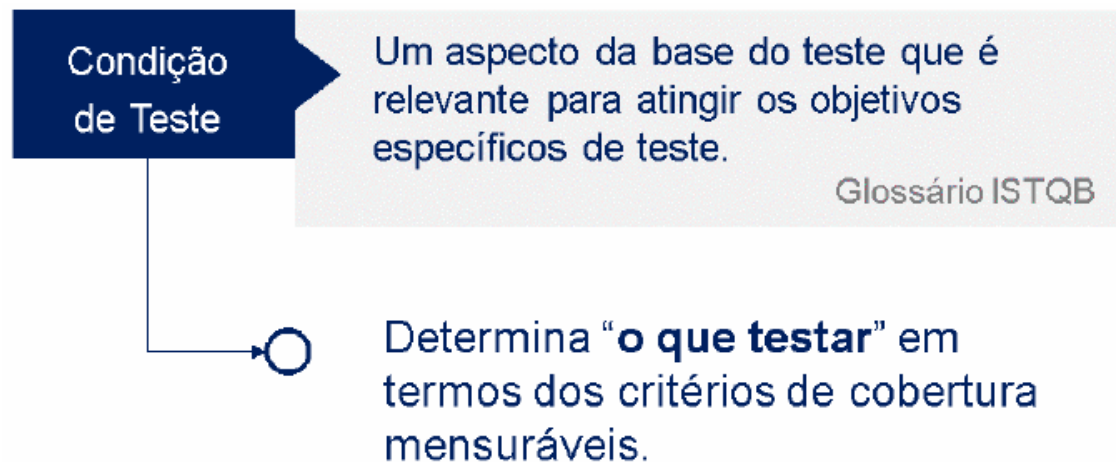 Condição
de Teste
Um aspecto da base do teste que é
relevante para atingir os objetivos
específicos de teste.
Glossário ISTQB
Determina “o que testar” em
termos dos critérios de cobertura
mensuráveis.